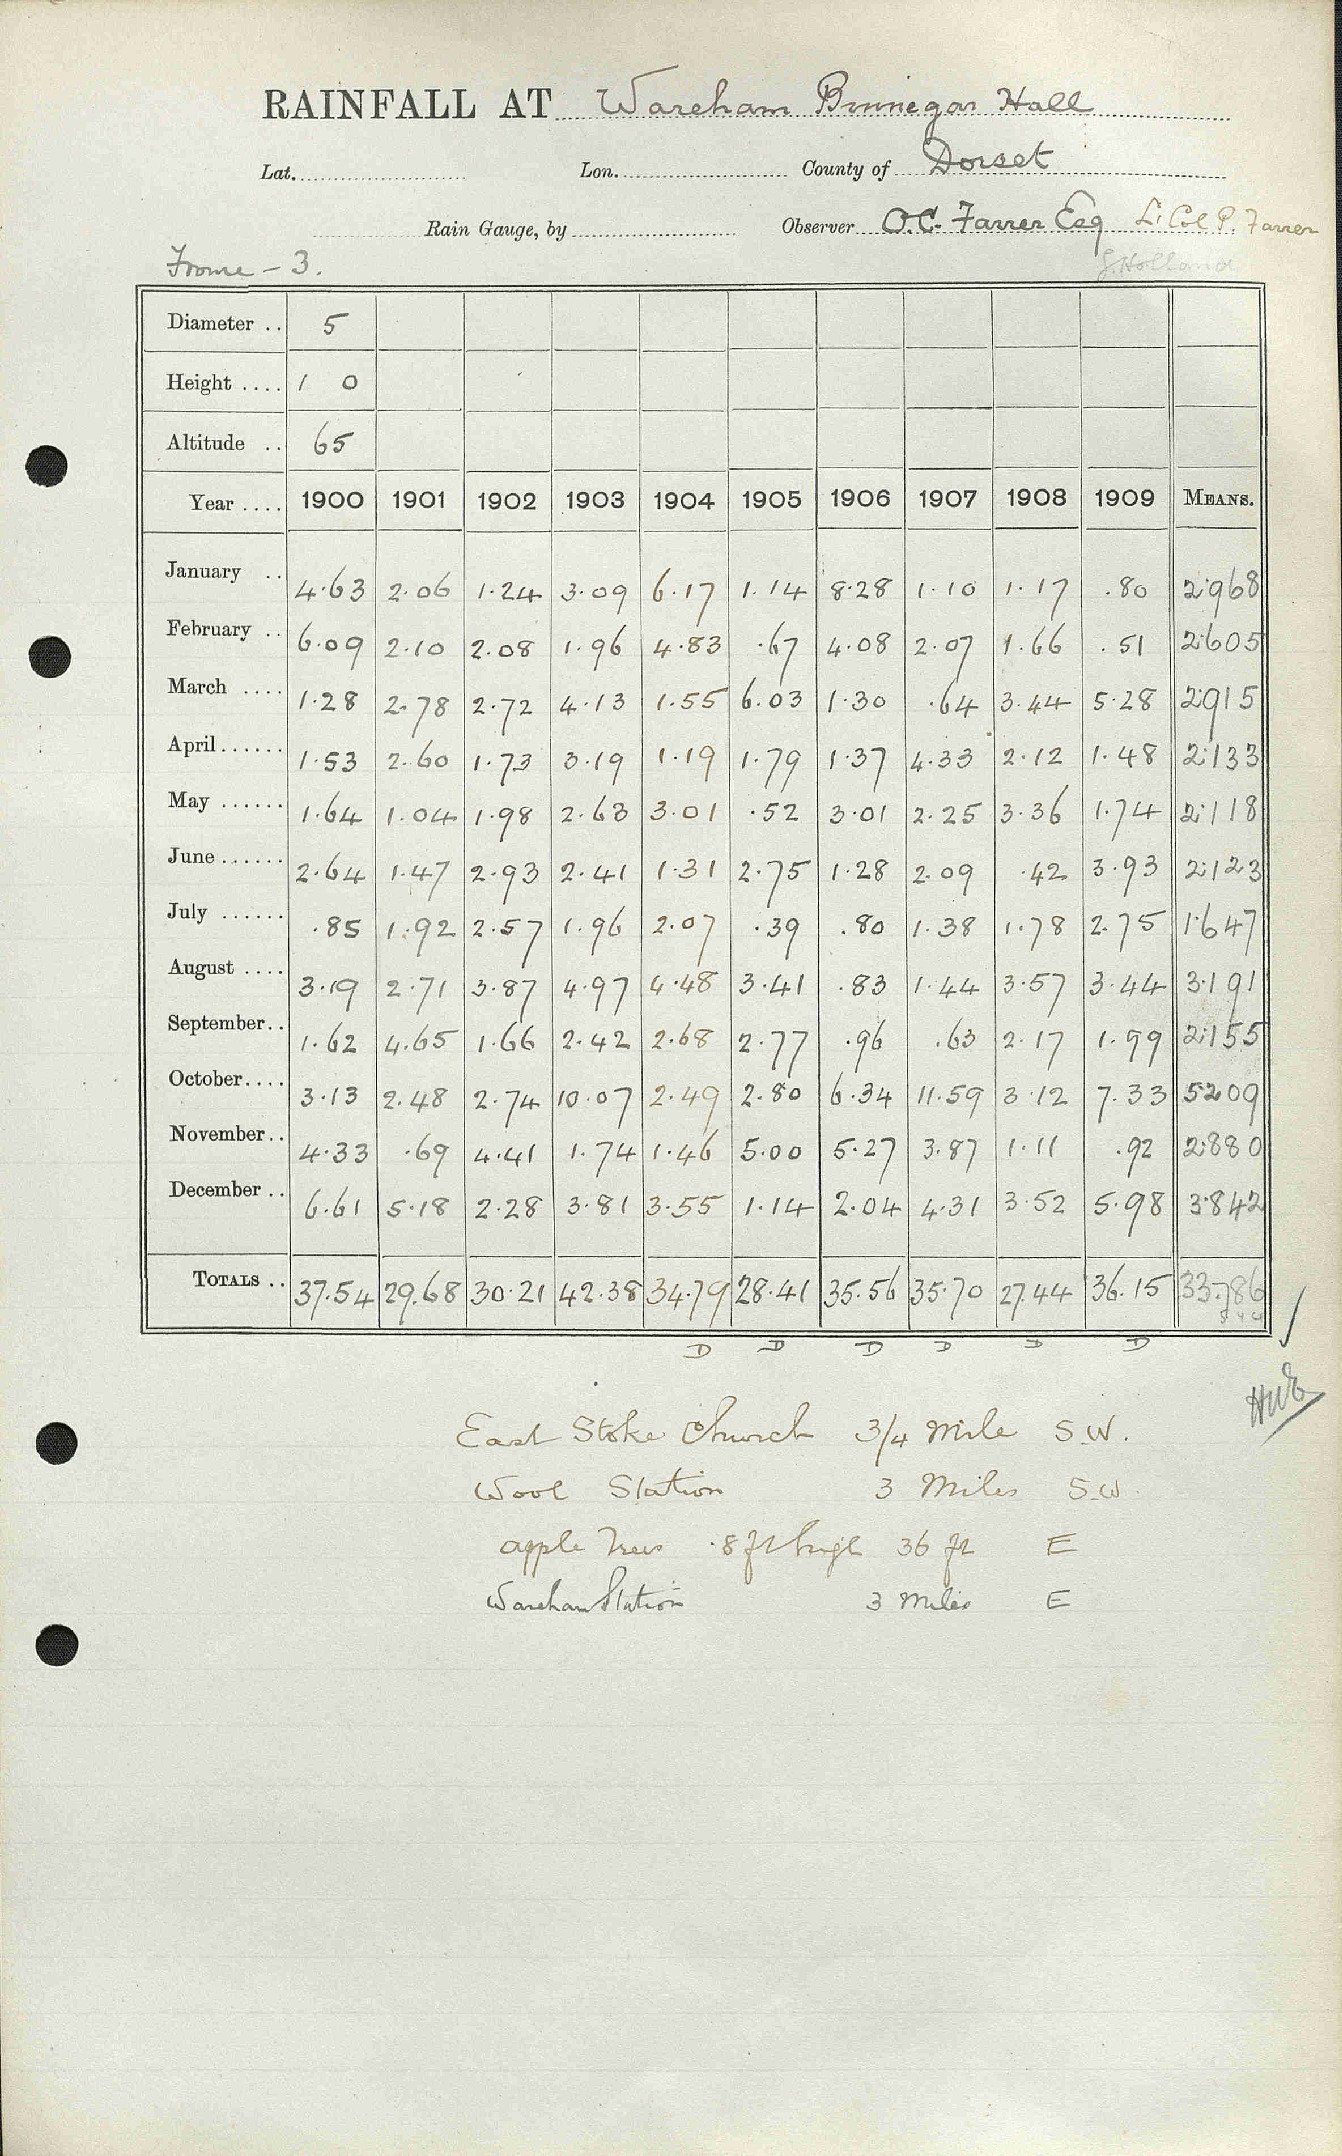 RAINFALL AT Wareham Binnegar Hall
Lat. Lon. County of Dorset
Rain Gauge, by Observer O.C. Farrer Esq Lt Col P. Farrer
Frome - 3. J. Holland
Diameter .. 5
Height .... 1 0
Altitude .. 65
Year .... 1900 1901 1902 1903 1904 1905 1906 1907 1908 1909 MEANS.
January .. 4.63 2.06 1.24 3.09 6.17 1.14 8.28 1.10 1.17 .80 2.968
February .. 6.09 2.10 2.08 1.96 4.83 .67 4.08 2.07 1.66 .51 2.605
March .... 1.28 2.78 2.72 4.13 1.55 6.03 1.30 .64 3.44 5.28 2.915
April ...... 1.53 2.60 1.73 3.19 1.19 1.79 1.37 4.33 2.12 1.48 2.133
May ...... 1.64 1.04 1.98 2.63 3.01 .52 3.01 2.25 3.36 1.74 2.118
June ...... 2.64 1.47 2.93 2.41 1.31 2.75 1.28 2.09 .42 3.93 2.123
July ...... .85 1.92 2.57 1.96 2.07 .39 .80 1.38 1.78 2.75 1.647
August .... 3.19 2.71 3.87 4.97 4.48 3.41 .83 1.44 3.57 3.44 3.191
September.. 1.62 4.65 1.66 2.42 2.68 2.77 .96 .63 2.17 1.99 2.155
October.... 3.13 2.48 2.74 10.07 2.49 2.80 6.34 11.59 3.12 7.33 5209
November.. 4.33 .69 4.41 1.74 1.46 5.00 5.27 3.87 1.11 .92 2.880
December .. 6.61 5.18 2.28 3.81 3.55 1.14 2.04 4.31 3.52 5.98 3.842
TOTALS .. 37.54 29.68 30.21 42.38 34.79 28.41 35.56 35.70 27.44 36.15 33.786
D D D D D D
East Stoke Church 3/4 Mile S.W.
Wool Station 3 Miles S.W.
apple Trees 8 ft high 36 ft E
Wareham Station 3 Miles E